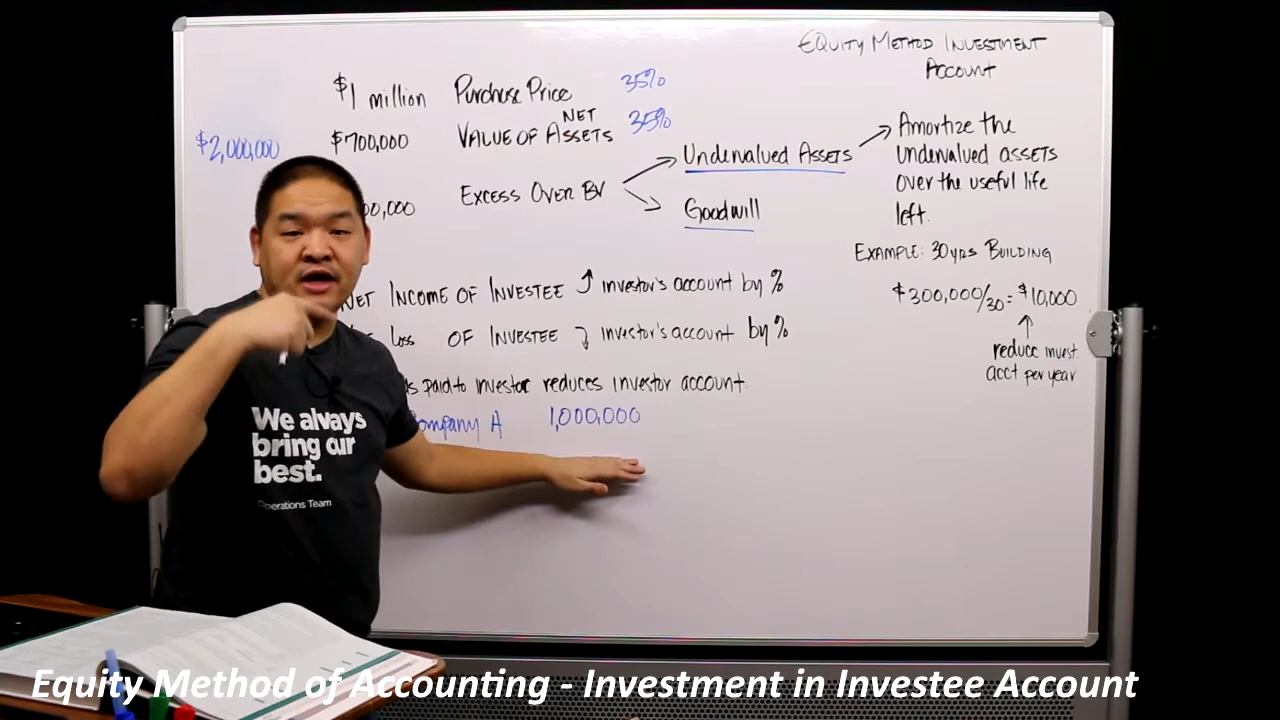 EQUITY METHOD INVESTMENT
ACCOUNT
$1 million Purchase Price 35%
$2,000,000 $700,000 VALUE OF NET ASSETS 35%
00,000 EXCESS OVER BV
Undervalued Assets
Goodwill
Amortize the
undervalued assets
over the useful life
left.
EXAMPLE: 30yrs BUILDING
$300,000/30 = $10,000
reduce invest.
acct per year
NET INCOME OF INVESTEE investor's account by %
Loss OF INVESTEE investor's account by %
s paid to investor reduces investor account.
ompany A 1,000,000
We always
bring our
best.
Operations Team
Equity Method of Accounting - Investment in Investee Account